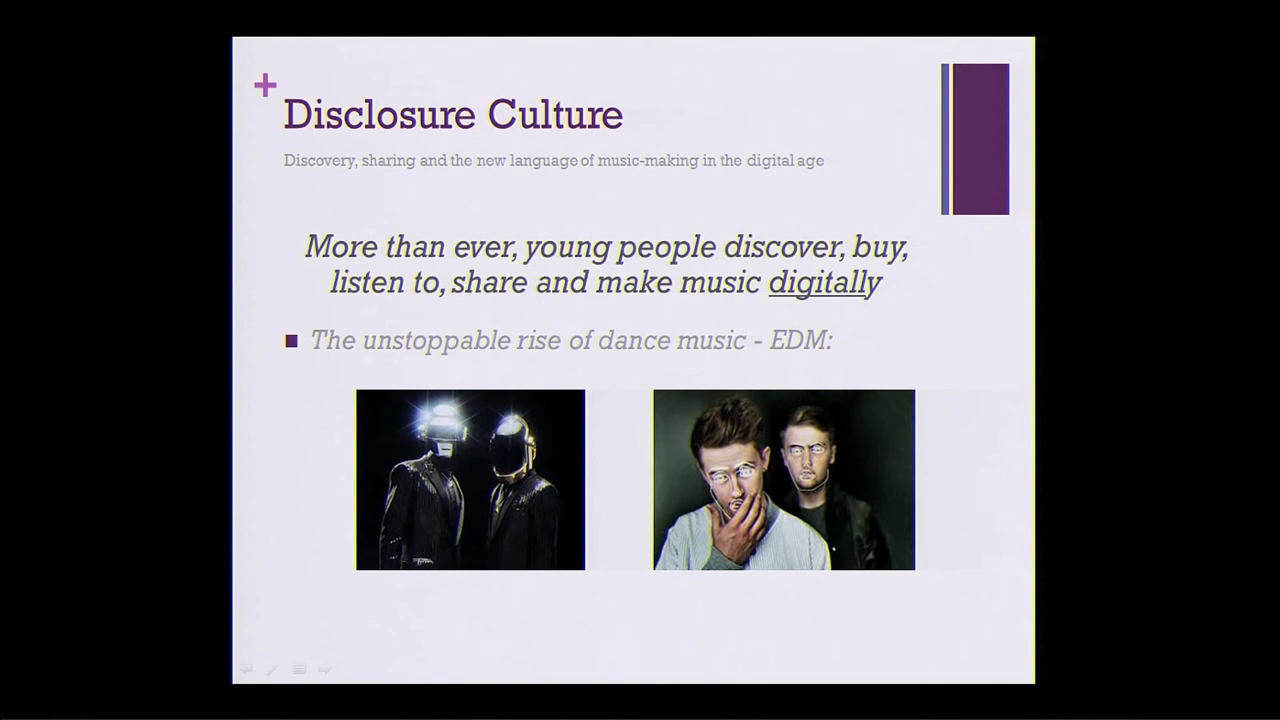 +
Disclosure Culture
Discovery, sharing and the new language of music-making in the digital age
More than ever, young people discover, buy,
listen to, share and make music digitally
The unstoppable rise of dance music - EDM: